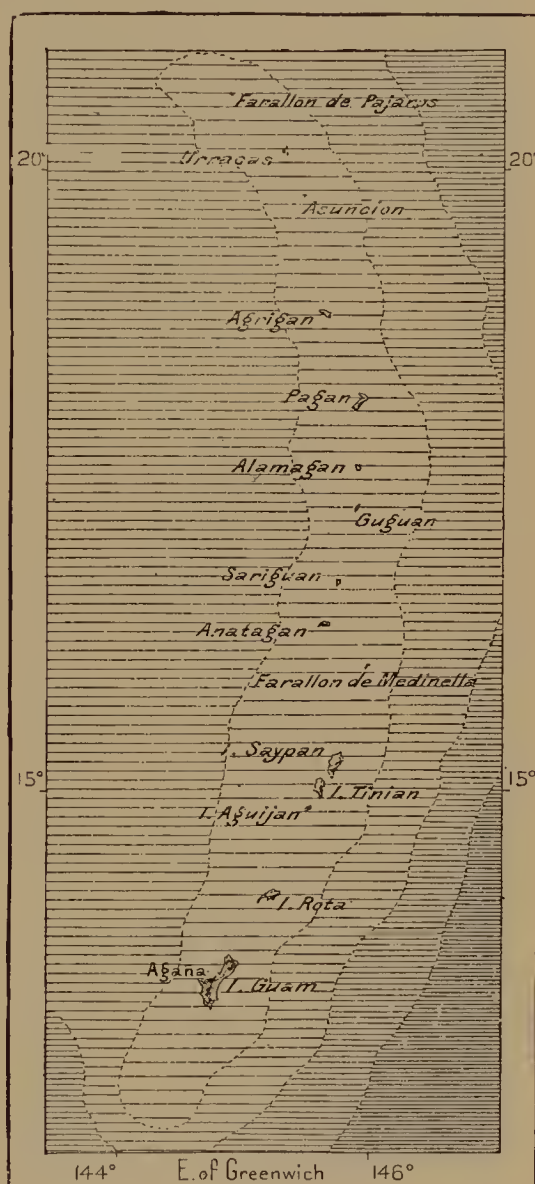 Farallon de Pajaros
20° 20°
Urracas
Asuncion
Agrigan
Pagan
Alamagan
Guguan
Sariguan
Anatagan
Farallon de Medinella
Saypan
15° 15°
I. Tinian
I. Aguijan
I. Rota
Agaña
I. Guam
144° E. of Greenwich 146°